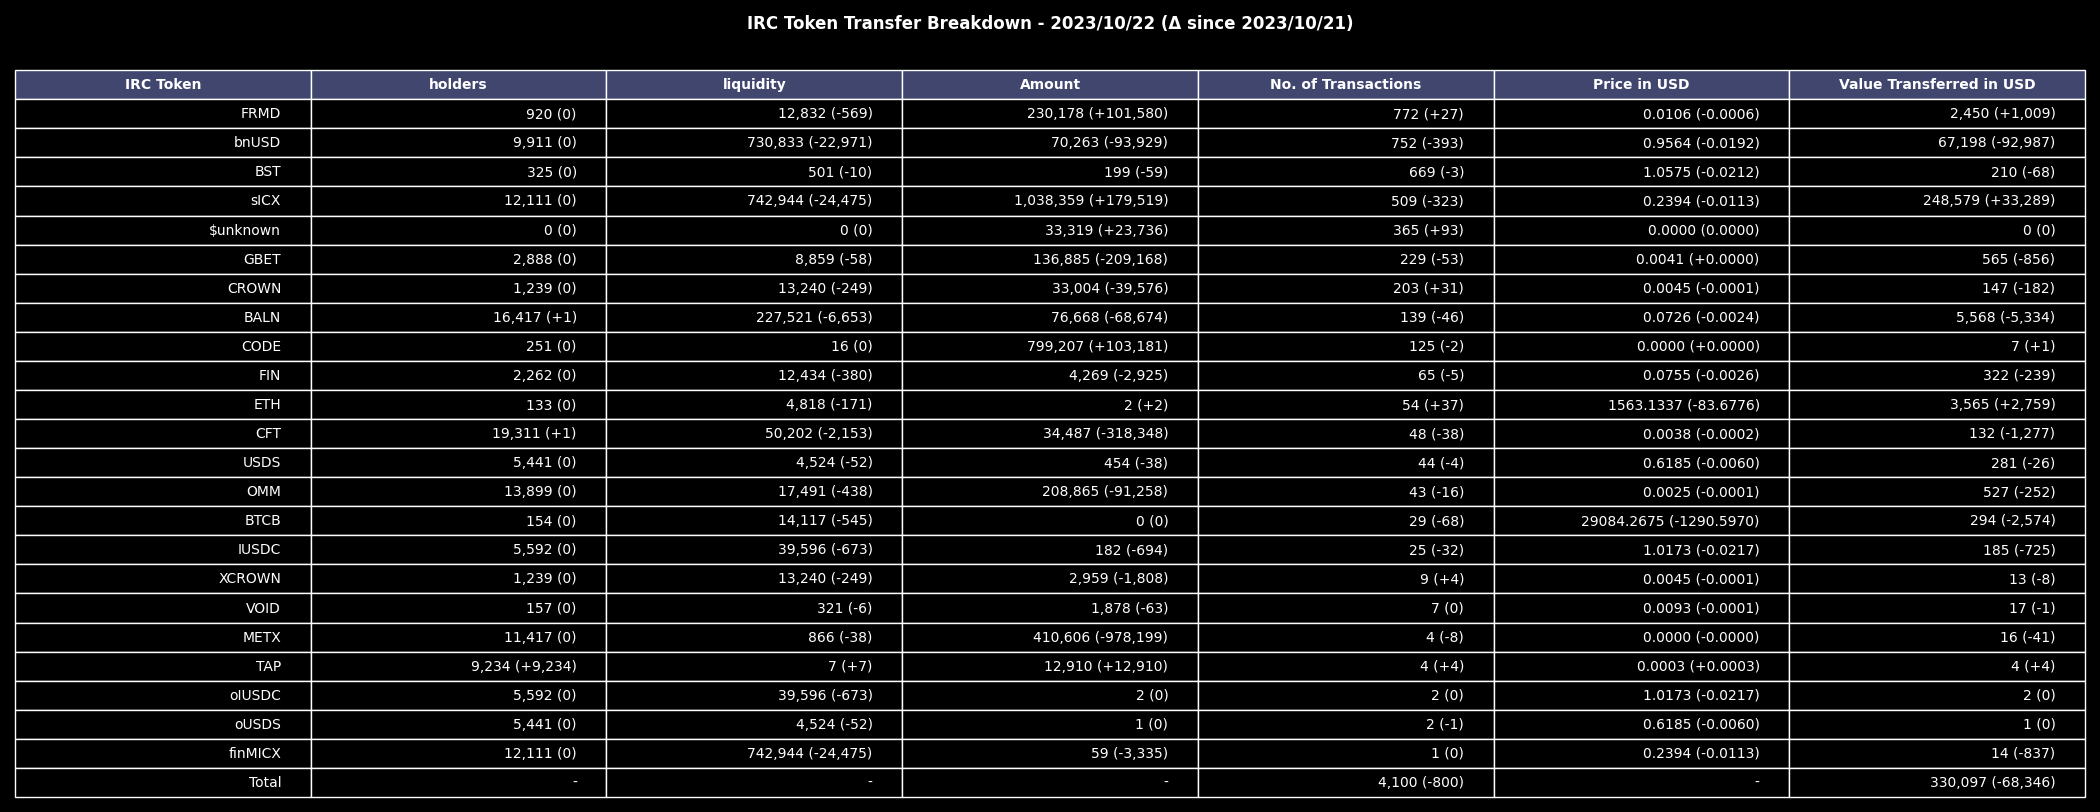 IRC Token Transfer Breakdown - 2023/10/22 (Δ since 2023/10/21)
IRC Token holders liquidity Amount No. of Transactions Price in USD Value Transferred in USD
FRMD 920 (0) 12,832 (-569) 230,178 (+101,580) 772 (+27) 0.0106 (-0.0006) 2,450 (+1,009)
bnUSD 9,911 (0) 730,833 (-22,971) 70,263 (-93,929) 752 (-393) 0.9564 (-0.0192) 67,198 (-92,987)
BST 325 (0) 501 (-10) 199 (-59) 669 (-3) 1.0575 (-0.0212) 210 (-68)
sICX 12,111 (0) 742,944 (-24,475) 1,038,359 (+179,519) 509 (-323) 0.2394 (-0.0113) 248,579 (+33,289)
$unknown 0 (0) 0 (0) 33,319 (+23,736) 365 (+93) 0.0000 (0.0000) 0 (0)
GBET 2,888 (0) 8,859 (-58) 136,885 (-209,168) 229 (-53) 0.0041 (+0.0000) 565 (-856)
CROWN 1,239 (0) 13,240 (-249) 33,004 (-39,576) 203 (+31) 0.0045 (-0.0001) 147 (-182)
BALN 16,417 (+1) 227,521 (-6,653) 76,668 (-68,674) 139 (-46) 0.0726 (-0.0024) 5,568 (-5,334)
CODE 251 (0) 16 (0) 799,207 (+103,181) 125 (-2) 0.0000 (+0.0000) 7 (+1)
FIN 2,262 (0) 12,434 (-380) 4,269 (-2,925) 65 (-5) 0.0755 (-0.0026) 322 (-239)
ETH 133 (0) 4,818 (-171) 2 (+2) 54 (+37) 1563.1337 (-83.6776) 3,565 (+2,759)
CFT 19,311 (+1) 50,202 (-2,153) 34,487 (-318,348) 48 (-38) 0.0038 (-0.0002) 132 (-1,277)
USDS 5,441 (0) 4,524 (-52) 454 (-38) 44 (-4) 0.6185 (-0.0060) 281 (-26)
OMM 13,899 (0) 17,491 (-438) 208,865 (-91,258) 43 (-16) 0.0025 (-0.0001) 527 (-252)
BTCB 154 (0) 14,117 (-545) 0 (0) 29 (-68) 29084.2675 (-1290.5970) 294 (-2,574)
IUSDC 5,592 (0) 39,596 (-673) 182 (-694) 25 (-32) 1.0173 (-0.0217) 185 (-725)
XCROWN 1,239 (0) 13,240 (-249) 2,959 (-1,808) 9 (+4) 0.0045 (-0.0001) 13 (-8)
VOID 157 (0) 321 (-6) 1,878 (-63) 7 (0) 0.0093 (-0.0001) 17 (-1)
METX 11,417 (0) 866 (-38) 410,606 (-978,199) 4 (-8) 0.0000 (-0.0000) 16 (-41)
TAP 9,234 (+9,234) 7 (+7) 12,910 (+12,910) 4 (+4) 0.0003 (+0.0003) 4 (+4)
oIUSDC 5,592 (0) 39,596 (-673) 2 (0) 2 (0) 1.0173 (-0.0217) 2 (0)
oUSDS 5,441 (0) 4,524 (-52) 1 (0) 2 (-1) 0.6185 (-0.0060) 1 (0)
finMICX 12,111 (0) 742,944 (-24,475) 59 (-3,335) 1 (0) 0.2394 (-0.0113) 14 (-837)
Total - - - 4,100 (-800) - 330,097 (-68,346)